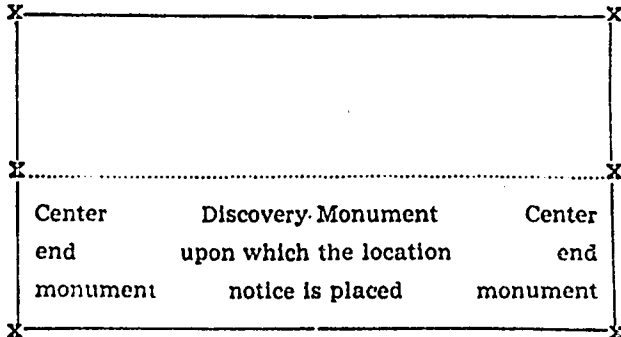 X X
X X
Center Discovery Monument Center
end upon which the location end
monument notice is placed monument
X X